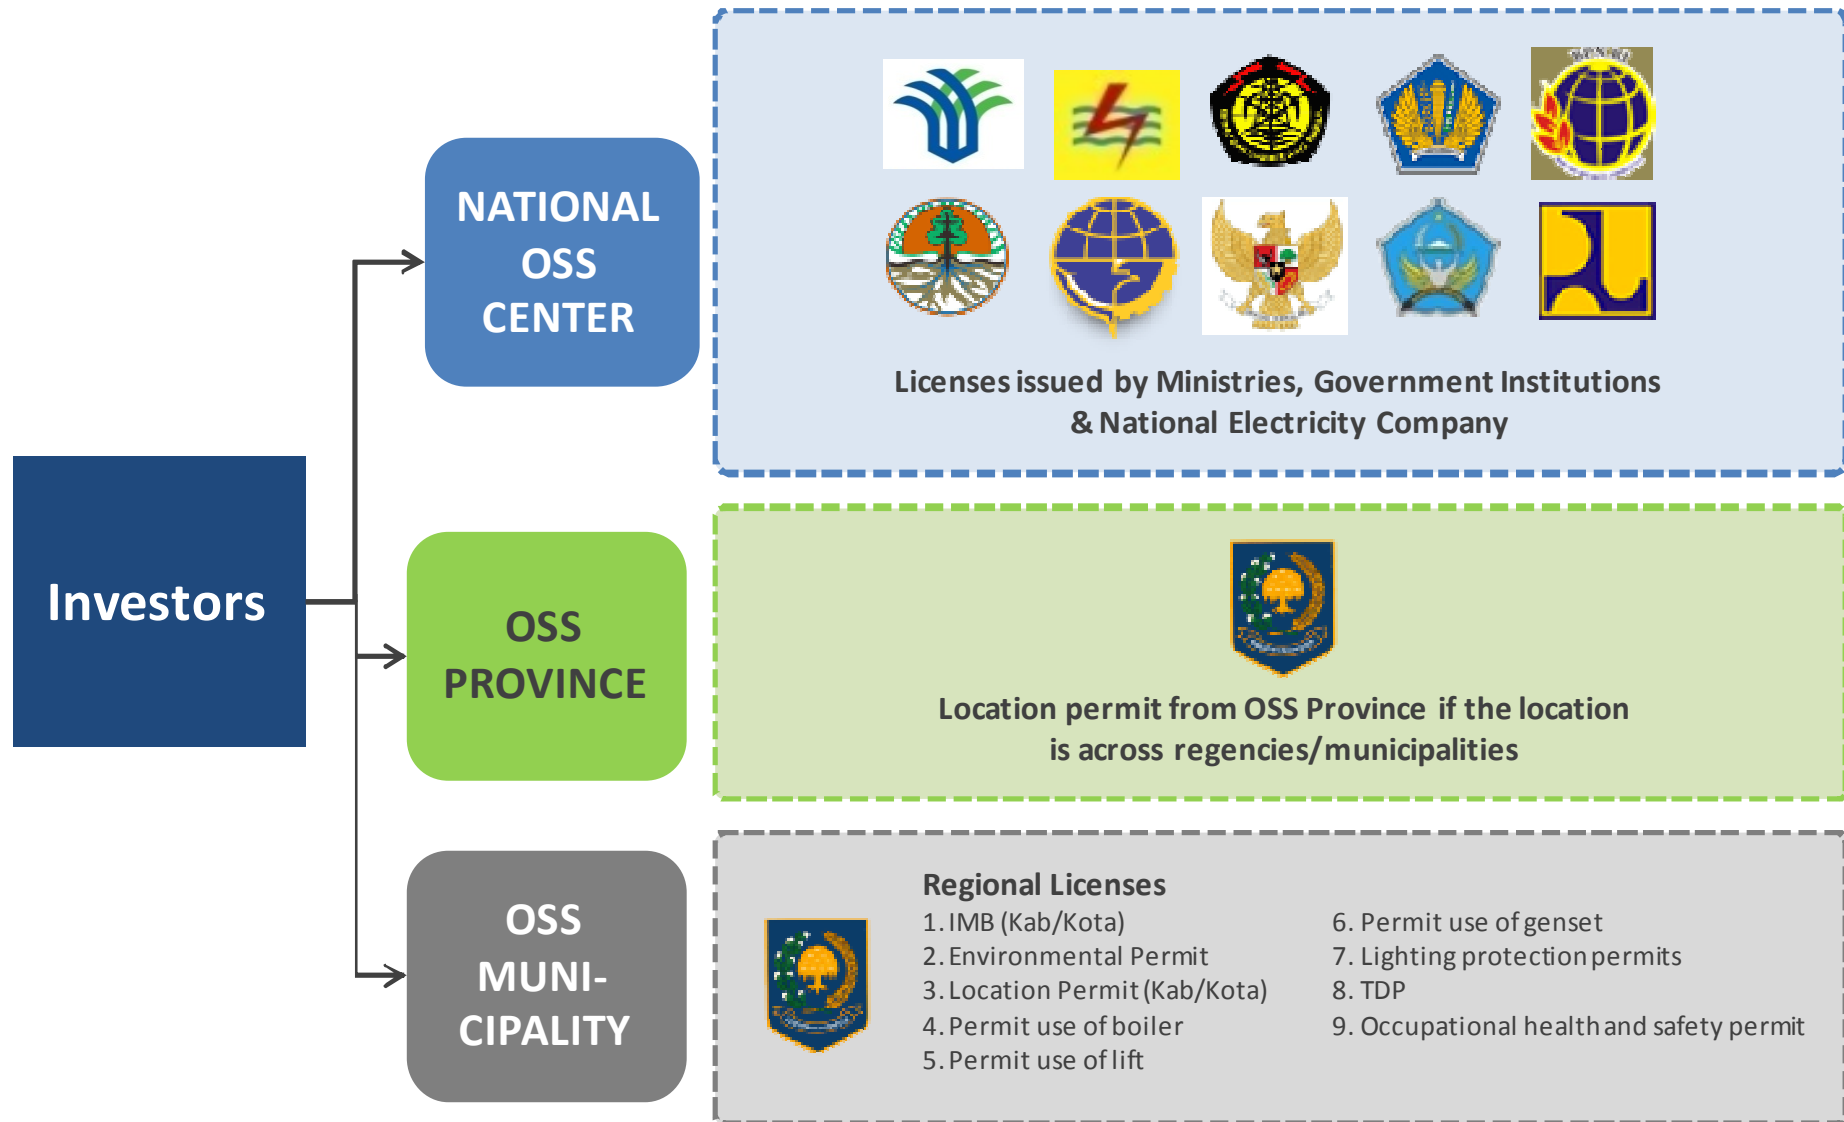 Investors
NATIONAL
OSS
CENTER
Licenses issued by Ministries, Government Institutions
& National Electricity Company
OSS
PROVINCE
Location permit from OSS Province if the location
is across regencies/municipalities
OSS
MUNI-
CIPALITY
Regional Licenses
1. IMB (Kab/Kota)
2. Environmental Permit
3. Location Permit (Kab/Kota)
4. Permit use of boiler
5. Permit use of lift
6. Permit use of genset
7. Lighting protection permits
8. TDP
9. Occupational health and safety permit